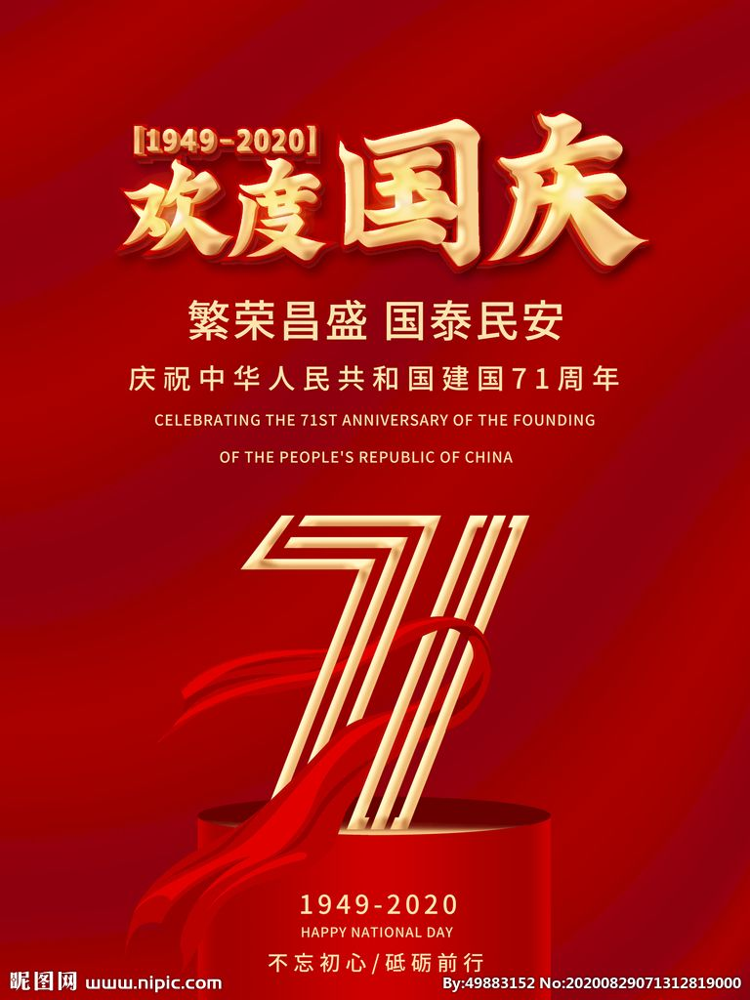 [1949-2020]
欢度国庆
繁荣昌盛 国泰民安
庆祝中华人民共和国建国71周年
CELEBRATING THE 71ST ANNIVERSARY OF THE FOUNDING
OF THE PEOPLE'S REPUBLIC OF CHINA
71
1949-2020
HAPPY NATIONAL DAY
不忘初心/砥砺前行
昵图网 www.nipic.com
By:49883152 No:20200829071312819000